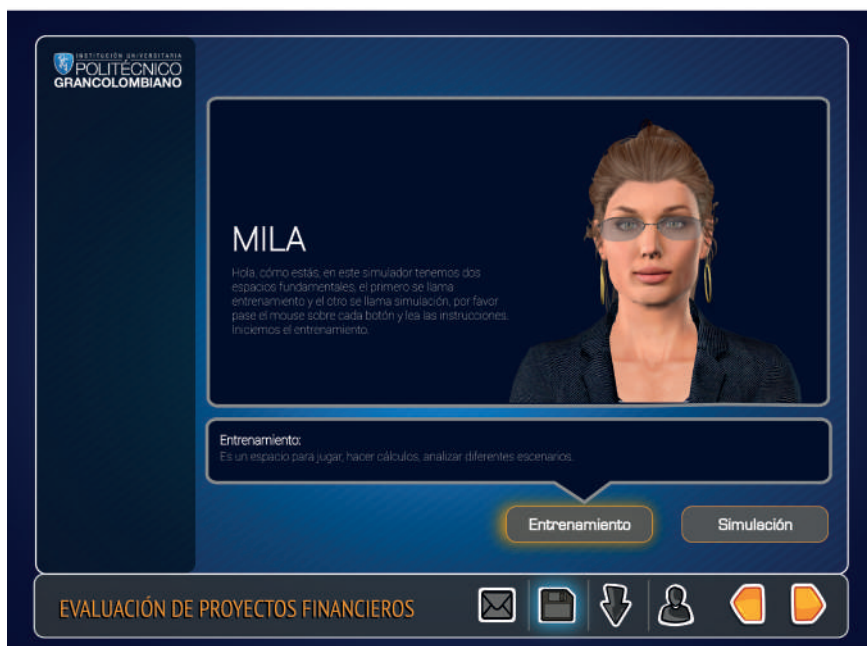 INSTITUCIÓN UNIVERSITARIA
POLITÉCNICO
GRANCOLOMBIANO
MILA
Hola, cómo estás, en este simulador tenemos dos
espacios fundamentales, el primero se llama
entrenamiento y el otro se llama simulación, por favor
pase el mouse sobre cada botón y lea las instrucciones.
Iniciemos el entrenamiento.
Entrenamiento:
Es un espacio para jugar, hacer cálculos, analizar diferentes escenarios.
Entrenamiento
Simulación
EVALUACIÓN DE PROYECTOS FINANCIEROS